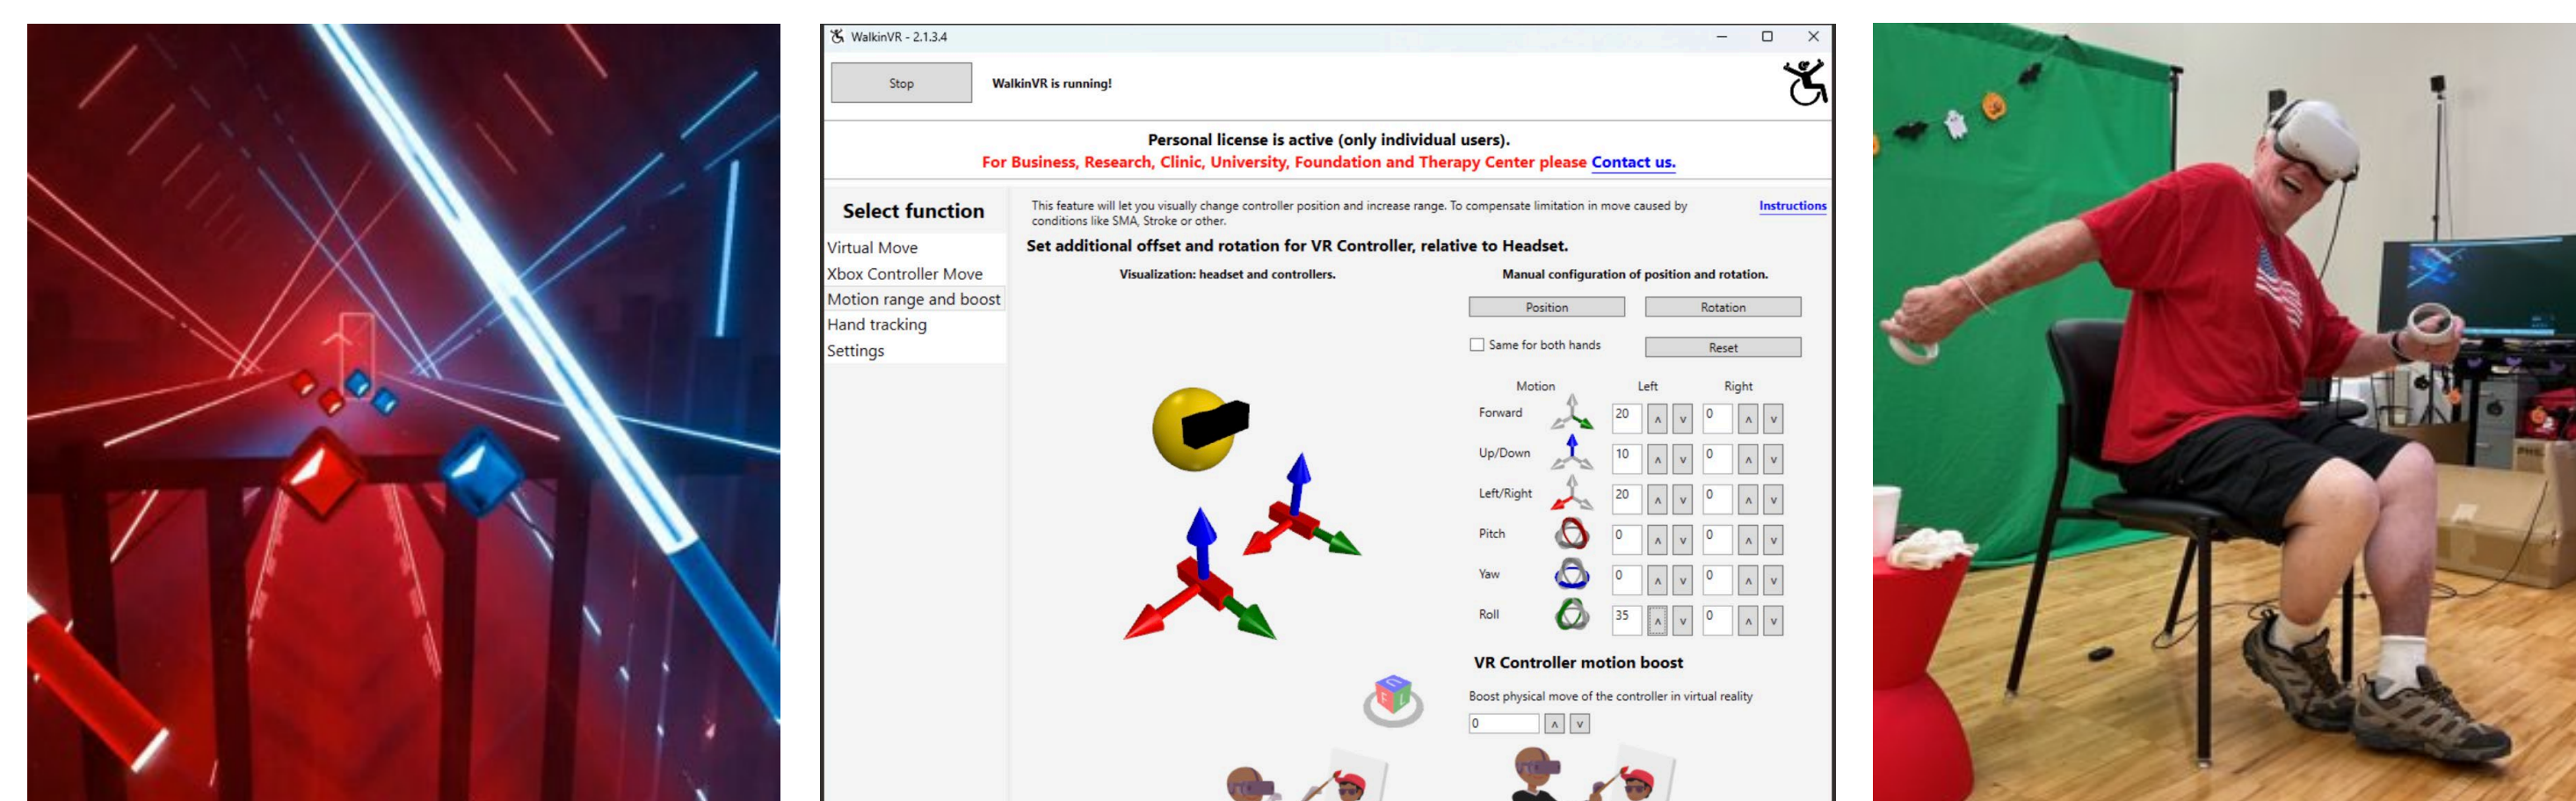 WalkinVR - 2.1.3.4
Stop
WalkinVR is running!
Personal license is active (only individual users).
For Business, Research, Clinic, University, Foundation and Therapy Center please Contact us.
Select function
Virtual Move
Xbox Controller Move
Motion range and boost
Hand tracking
Settings
This feature will let you visually change controller position and increase range. To compensate limitation in move caused by
conditions like SMA, Stroke or other.
Instructions
Set additional offset and rotation for VR Controller, relative to Headset.
Visualization: headset and controllers.
Manual configuration of position and rotation.
Position Rotation
Same for both hands Reset
Motion Left Right
Forward 20 0
Up/Down 10 0
Left/Right 20 0
Pitch 0 0
Yaw 0 0
Roll 35 0
VR Controller motion boost
Boost physical move of the controller in virtual reality
0